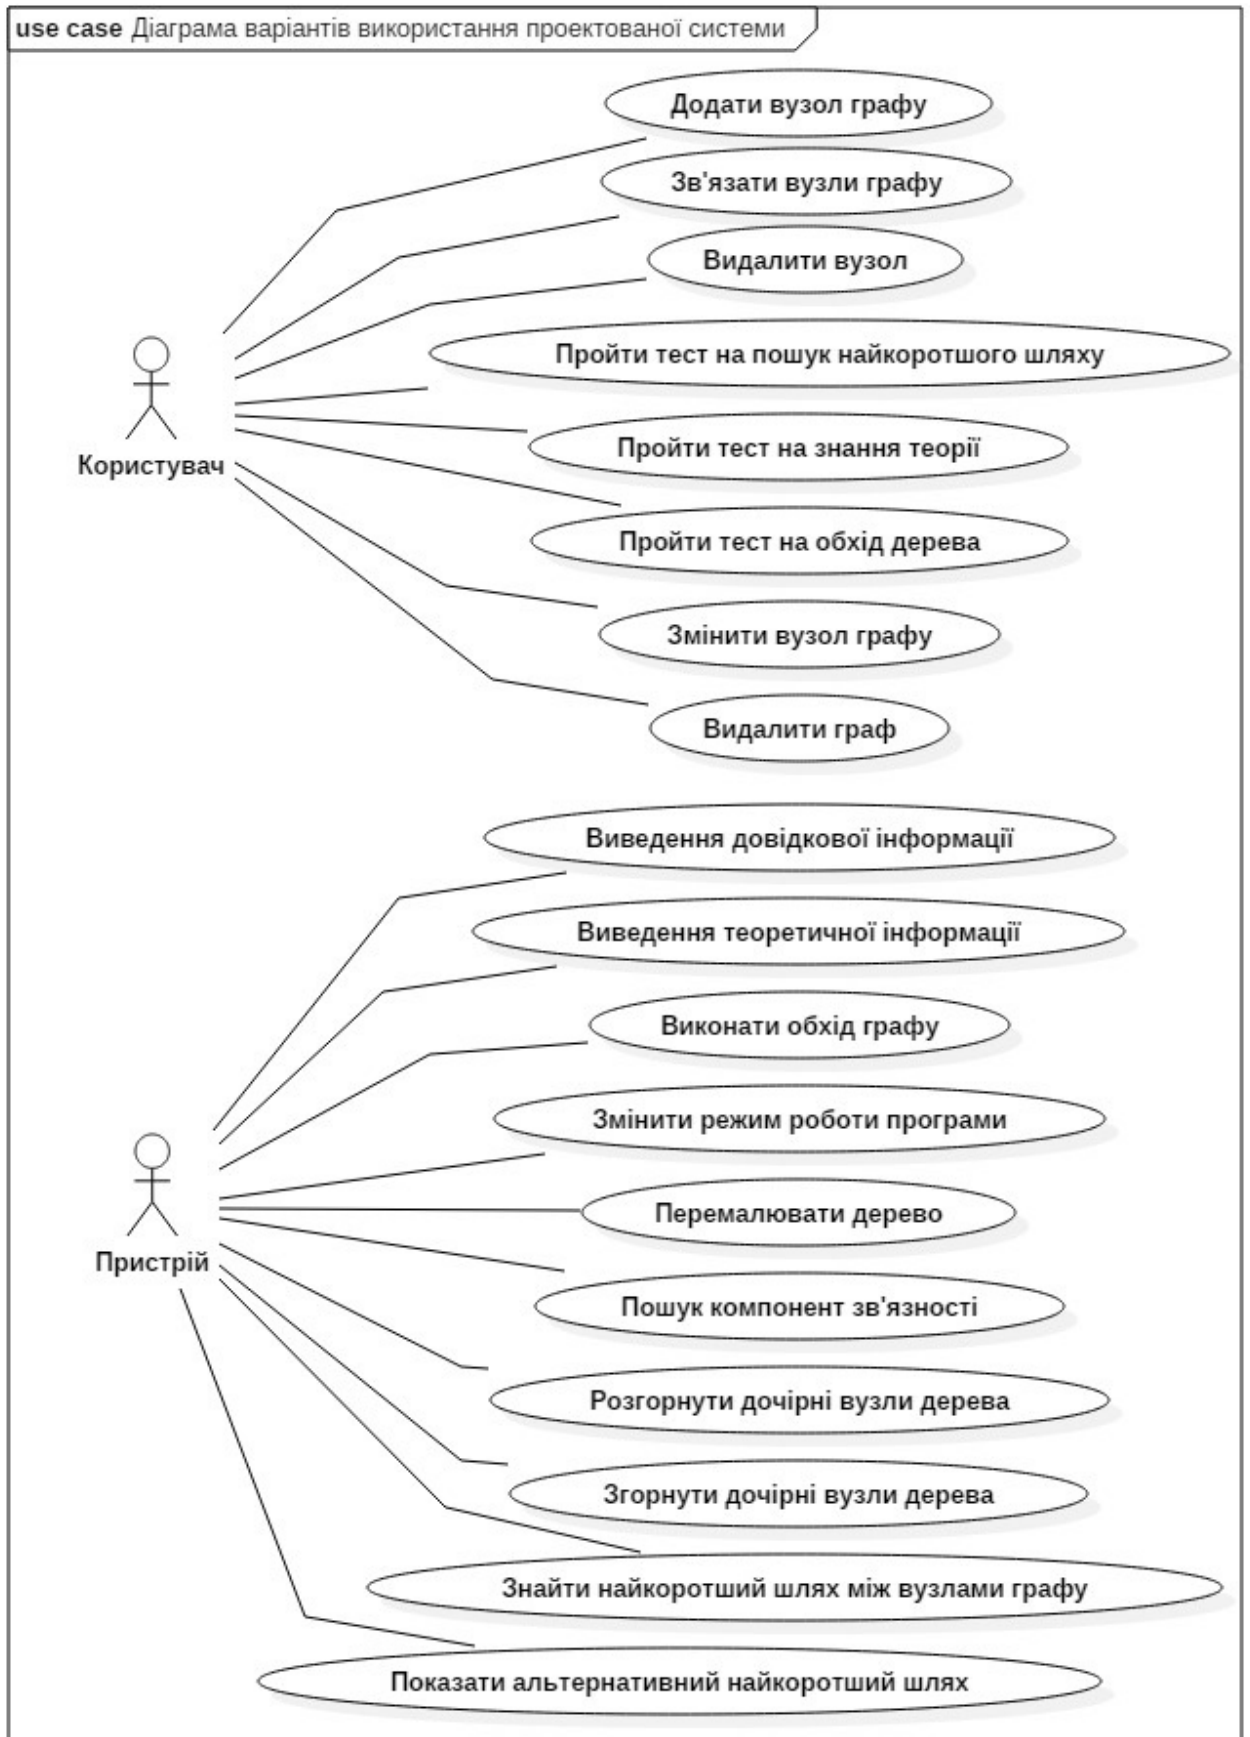 use case Діаграма варіантів використання проектованої системи
Додати вузол графу
Зв'язати вузли графу
Видалити вузол
Пройти тест на пошук найкоротшого шляху
Пройти тест на знання теорії
Користувач
Пройти тест на обхід дерева
Змінити вузол графу
Видалити граф
Виведення довідкової інформації
Виведення теоретичної інформації
Виконати обхід графу
Змінити режим роботи програми
Перемалювати дерево
Пристрій
Пошук компонент зв'язності
Розгорнути дочірні вузли дерева
Згорнути дочірні вузли дерева
Знайти найкоротший шлях між вузлами графу
Показати альтернативний найкоротший шлях